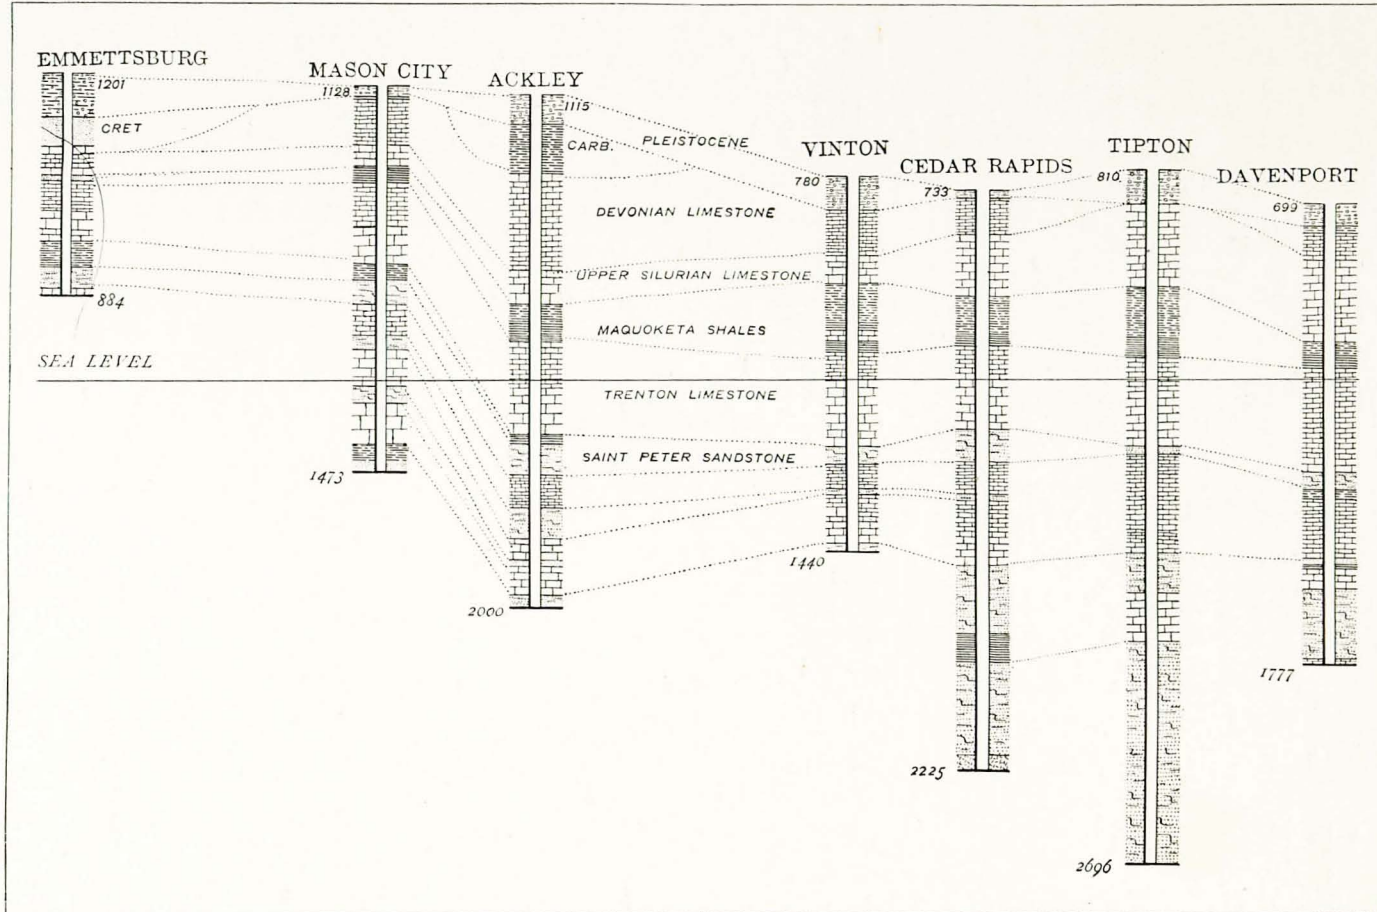 EMMETTSBURG
MASON CITY
ACKLEY
VINTON
CEDAR RAPIDS
TIPTON
DAVENPORT
1201
1128
1115
780
733
810
699
CRET
CARB.
PLEISTOCENE
DEVONIAN LIMESTONE
UPPER SILURIAN LIMESTONE
MAQUOKETA SHALES
884
SEA LEVEL
TRENTON LIMESTONE
SAINT PETER SANDSTONE
1473
2000
1440
2225
2696
1777